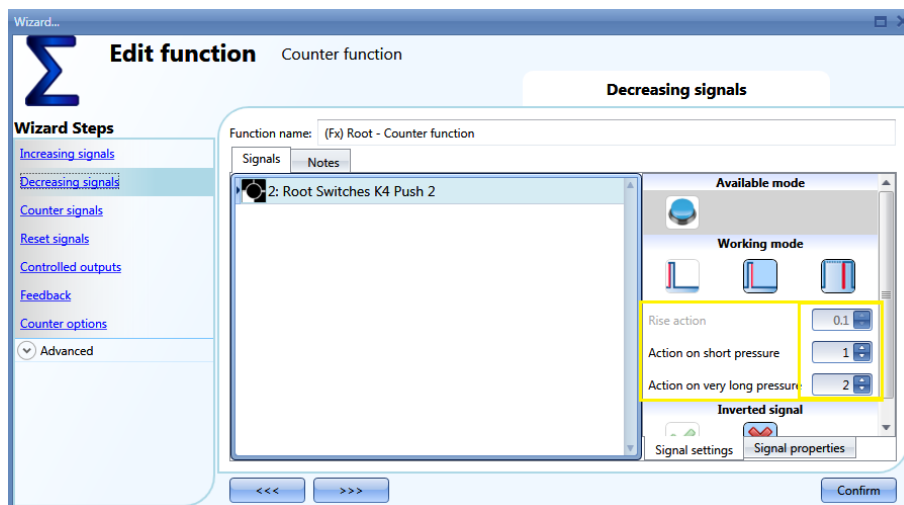 Wizard...
Edit function Counter function
Decreasing signals
Wizard Steps
Increasing signals
Decreasing signals
Counter signals
Reset signals
Controlled outputs
Feedback
Counter options
Advanced
Function name: (Fx) Root - Counter function
Signals Notes
2: Root Switches K4 Push 2
Available mode
Working mode
Rise action 0.1
Action on short pressure 1
Action on very long pressure 2
Inverted signal
Signal settings Signal properties
<<< >>> Confirm